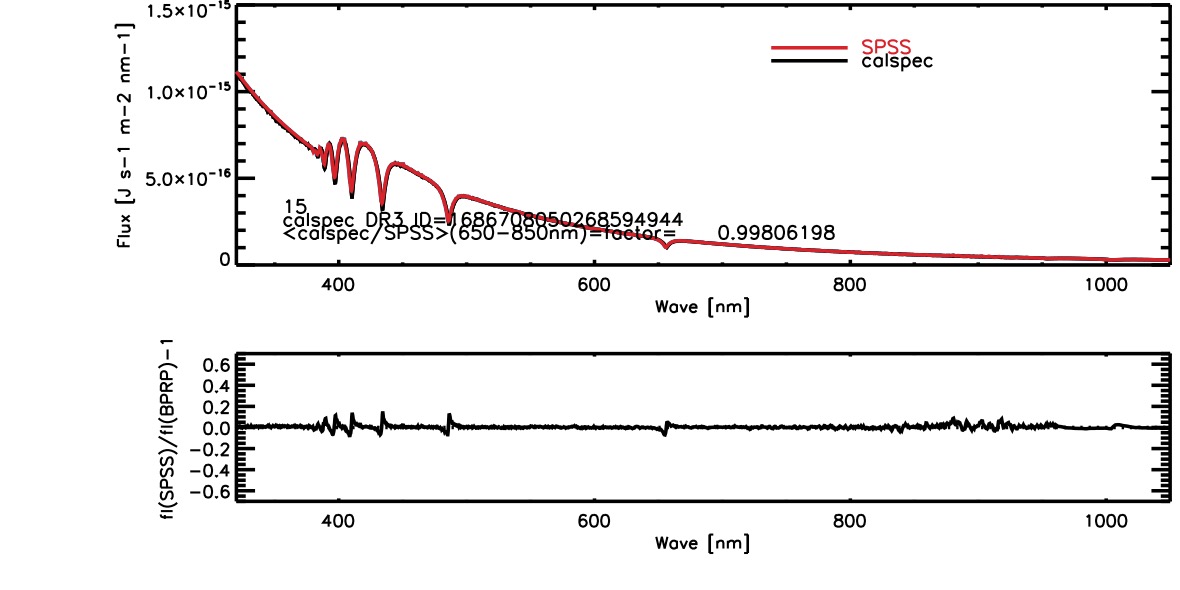 1.5×10−15
1.0×10−15
5.0×10−16
0
Flux [J s−1 m−2 nm−1]
SPSS
calspec
15
calspec DR3 ID=1686708050268594944
<calspec/SPSS>(650−850nm)=factor= 0.99806198
400 600 800 1000
Wave [nm]
fl(SPSS)/fl(BPRP)−1
0.6
0.4
0.2
0.0
−0.2
−0.4
−0.6
400 600 800 1000
Wave [nm]